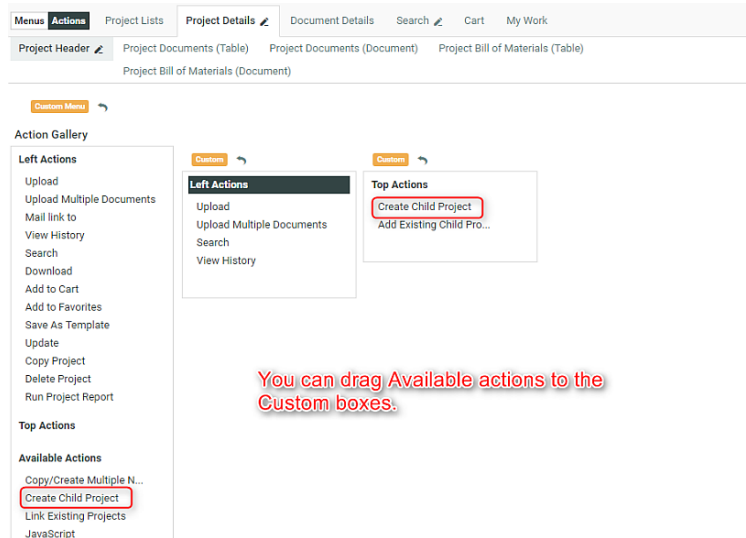 Menus Actions Project Lists Project Details Document Details Search Cart My Work
Project Header Project Documents (Table) Project Documents (Document) Project Bill of Materials (Table)
Project Bill of Materials (Document)
Custom Menu
Action Gallery
Left Actions
Upload
Upload Multiple Documents
Mail link to
View History
Search
Download
Add to Cart
Add to Favorites
Save As Template
Update
Copy Project
Delete Project
Run Project Report
Top Actions
Available Actions
Copy/Create Multiple N...
Create Child Project
Link Existing Projects
JavaScript
Custom
Left Actions
Upload
Upload Multiple Documents
Search
View History
Custom
Top Actions
Create Child Project
Add Existing Child Pro...
You can drag Available actions to the
Custom boxes.